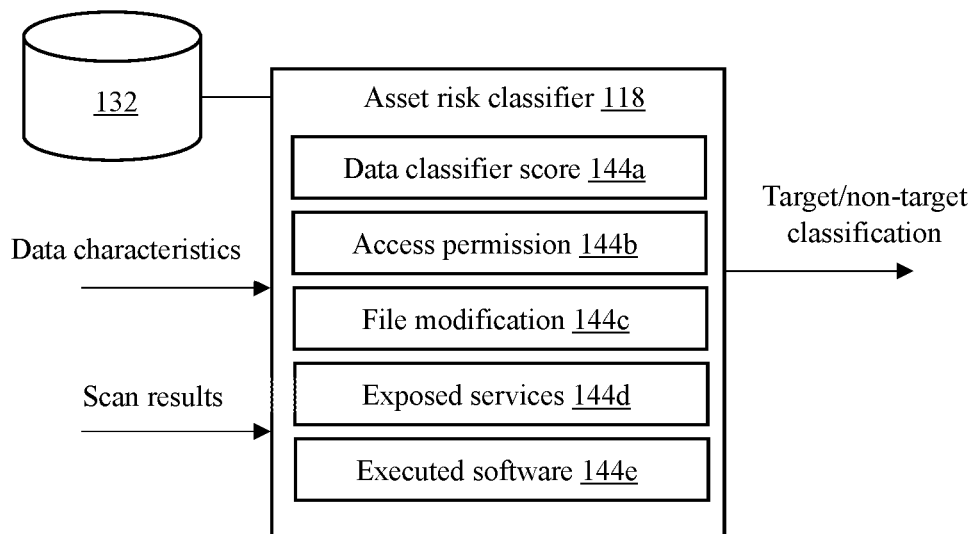 132
Asset risk classifier 118
Data classifier score 144a
Target/non-target
classification
Access permission 144b
Data characteristics
File modification 144c
Scan results
Exposed services 144d
Executed software 144e